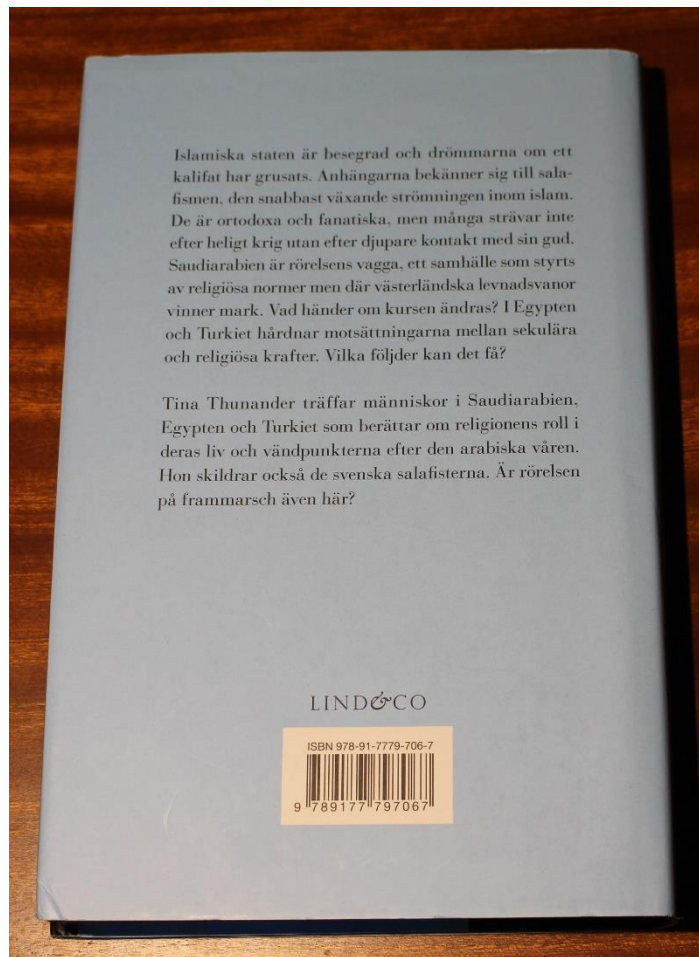 Islamiska staten är besegrad och drömmarna om ett
kalifat har grusats. Anhängarna bekänner sig till sala-
fismen, den snabbast växande strömningen inom islam.
De är ortodoxa och fanatiska, men många strävar inte
efter heligt krig utan efter djupare kontakt med sin gud.
Saudiarabien är rörelsens vagga, ett samhälle som styrts
av religiösa normer men där västerländska levnadsvanor
vinner mark. Vad händer om kursen ändras? I Egypten
och Turkiet hårdnar motsättningarna mellan sekulära
och religiösa krafter. Vilka följder kan det få?
Tina Thunander träffar människor i Saudiarabien,
Egypten och Turkiet som berättar om religionens roll i
deras liv och vändpunkterna efter den arabiska våren.
Hon skildrar också de svenska salafisterna. Är rörelsen
på frammarsch även här?
LIND&CO
ISBN 978-91-7779-706-7
9 789177 797067